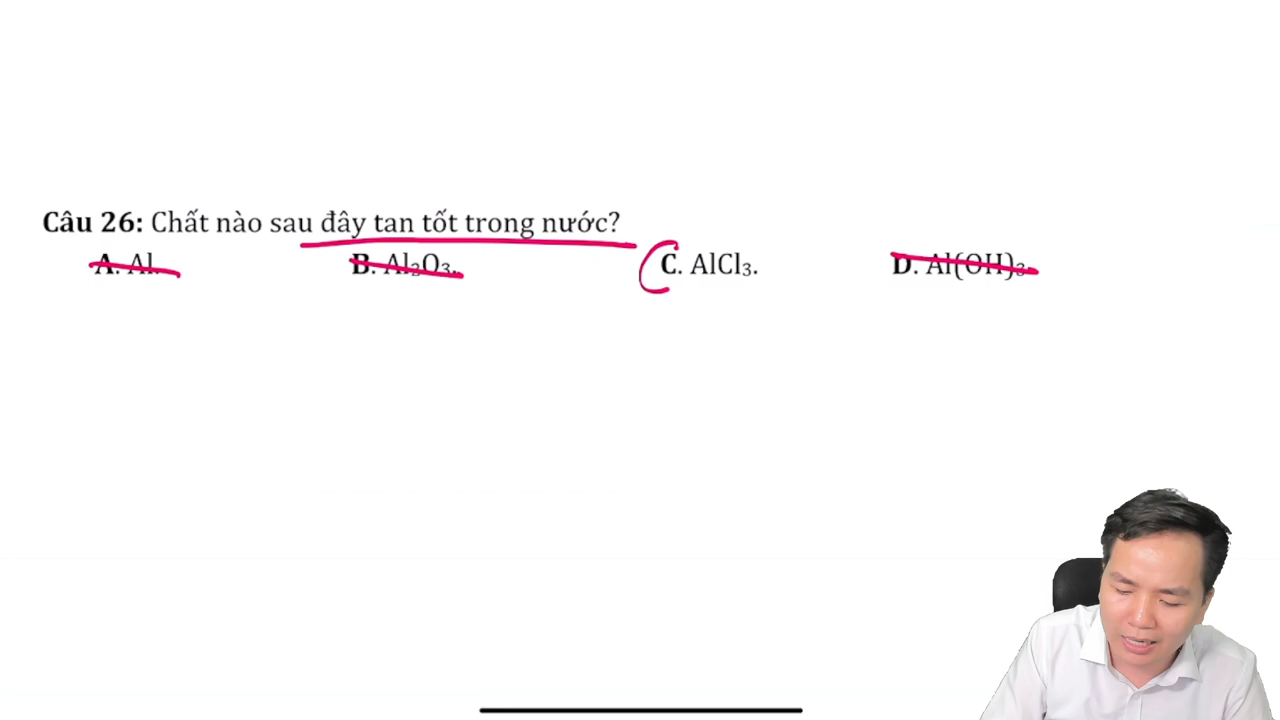 Câu 26: Chất nào sau đây tan tốt trong nước?
A. Al. B. Al₂O₃. C. AlCl₃. D. Al(OH)₃.